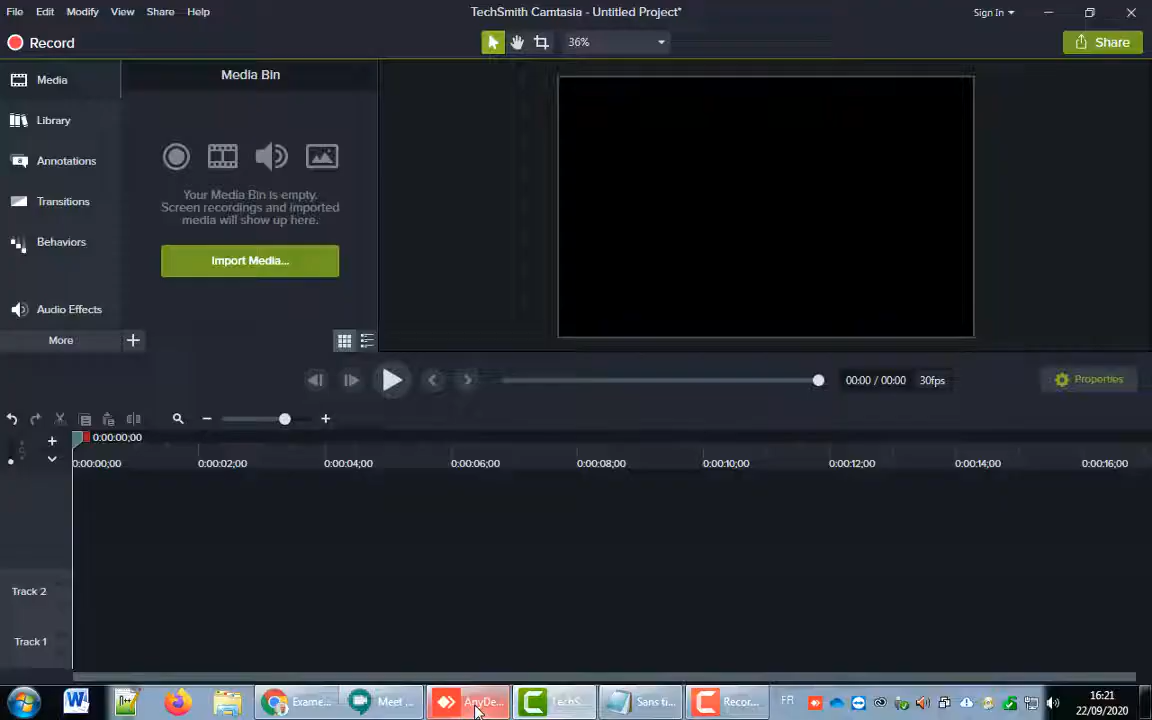 File Edit Modify View Share Help TechSmith Camtasia - Untitled Project* Sign In
Record 36% Share
Media Media Bin
Library
Annotations
Your Media Bin is empty.
Screen recordings and imported
media will show up here.
Transitions
Behaviors
Import Media...
Audio Effects
More
00:00 / 00:00 30fps Properties
0:00:00;00
0:00:00;00 0:00:02;00 0:00:04;00 0:00:06;00 0:00:08;00 0:00:10;00 0:00:12;00 0:00:14;00 0:00:16;00
Track 2
Track 1
Exame... Meet ... AnyDe... TechS... Sans ti... Recor... FR 16:21
22/09/2020